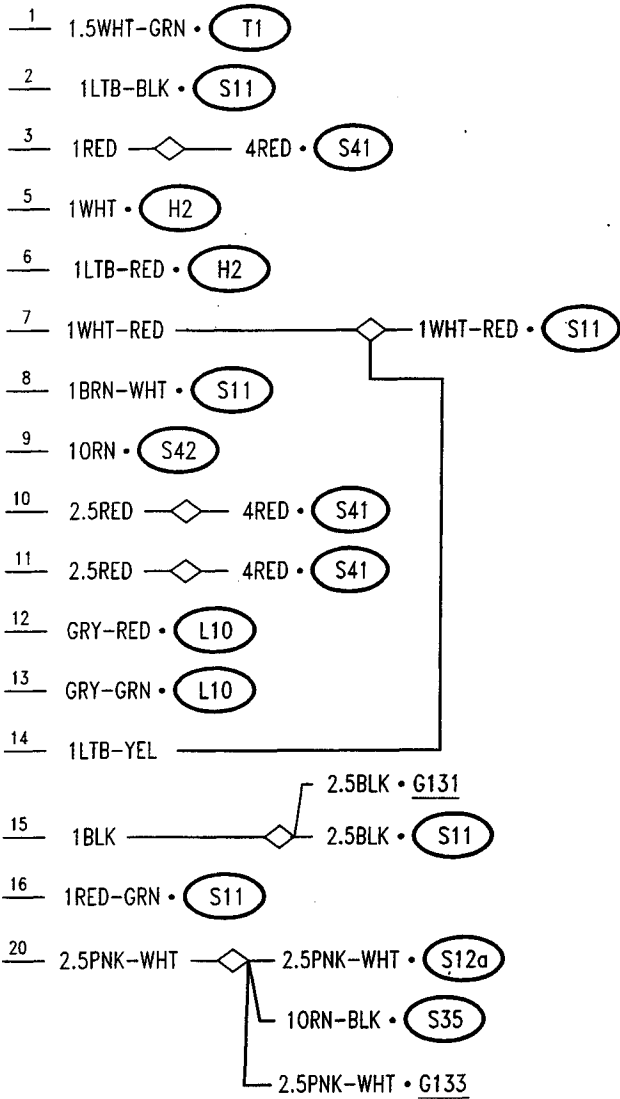 1 1.5WHT-GRN • T1
2 1LTB-BLK • S11
3 1RED 4RED • S41
5 1WHT • H2
6 1LTB-RED • H2
7 1WHT-RED 1WHT-RED • S11
8 1BRN-WHT • S11
9 1ORN • S42
10 2.5RED 4RED • S41
11 2.5RED 4RED • S41
12 GRY-RED • L10
13 GRY-GRN • L10
14 1LTB-YEL
2.5BLK • G131
15 1BLK 2.5BLK • S11
16 1RED-GRN • S11
20 2.5PNK-WHT 2.5PNK-WHT • S12a
1ORN-BLK • S35
2.5PNK-WHT • G133